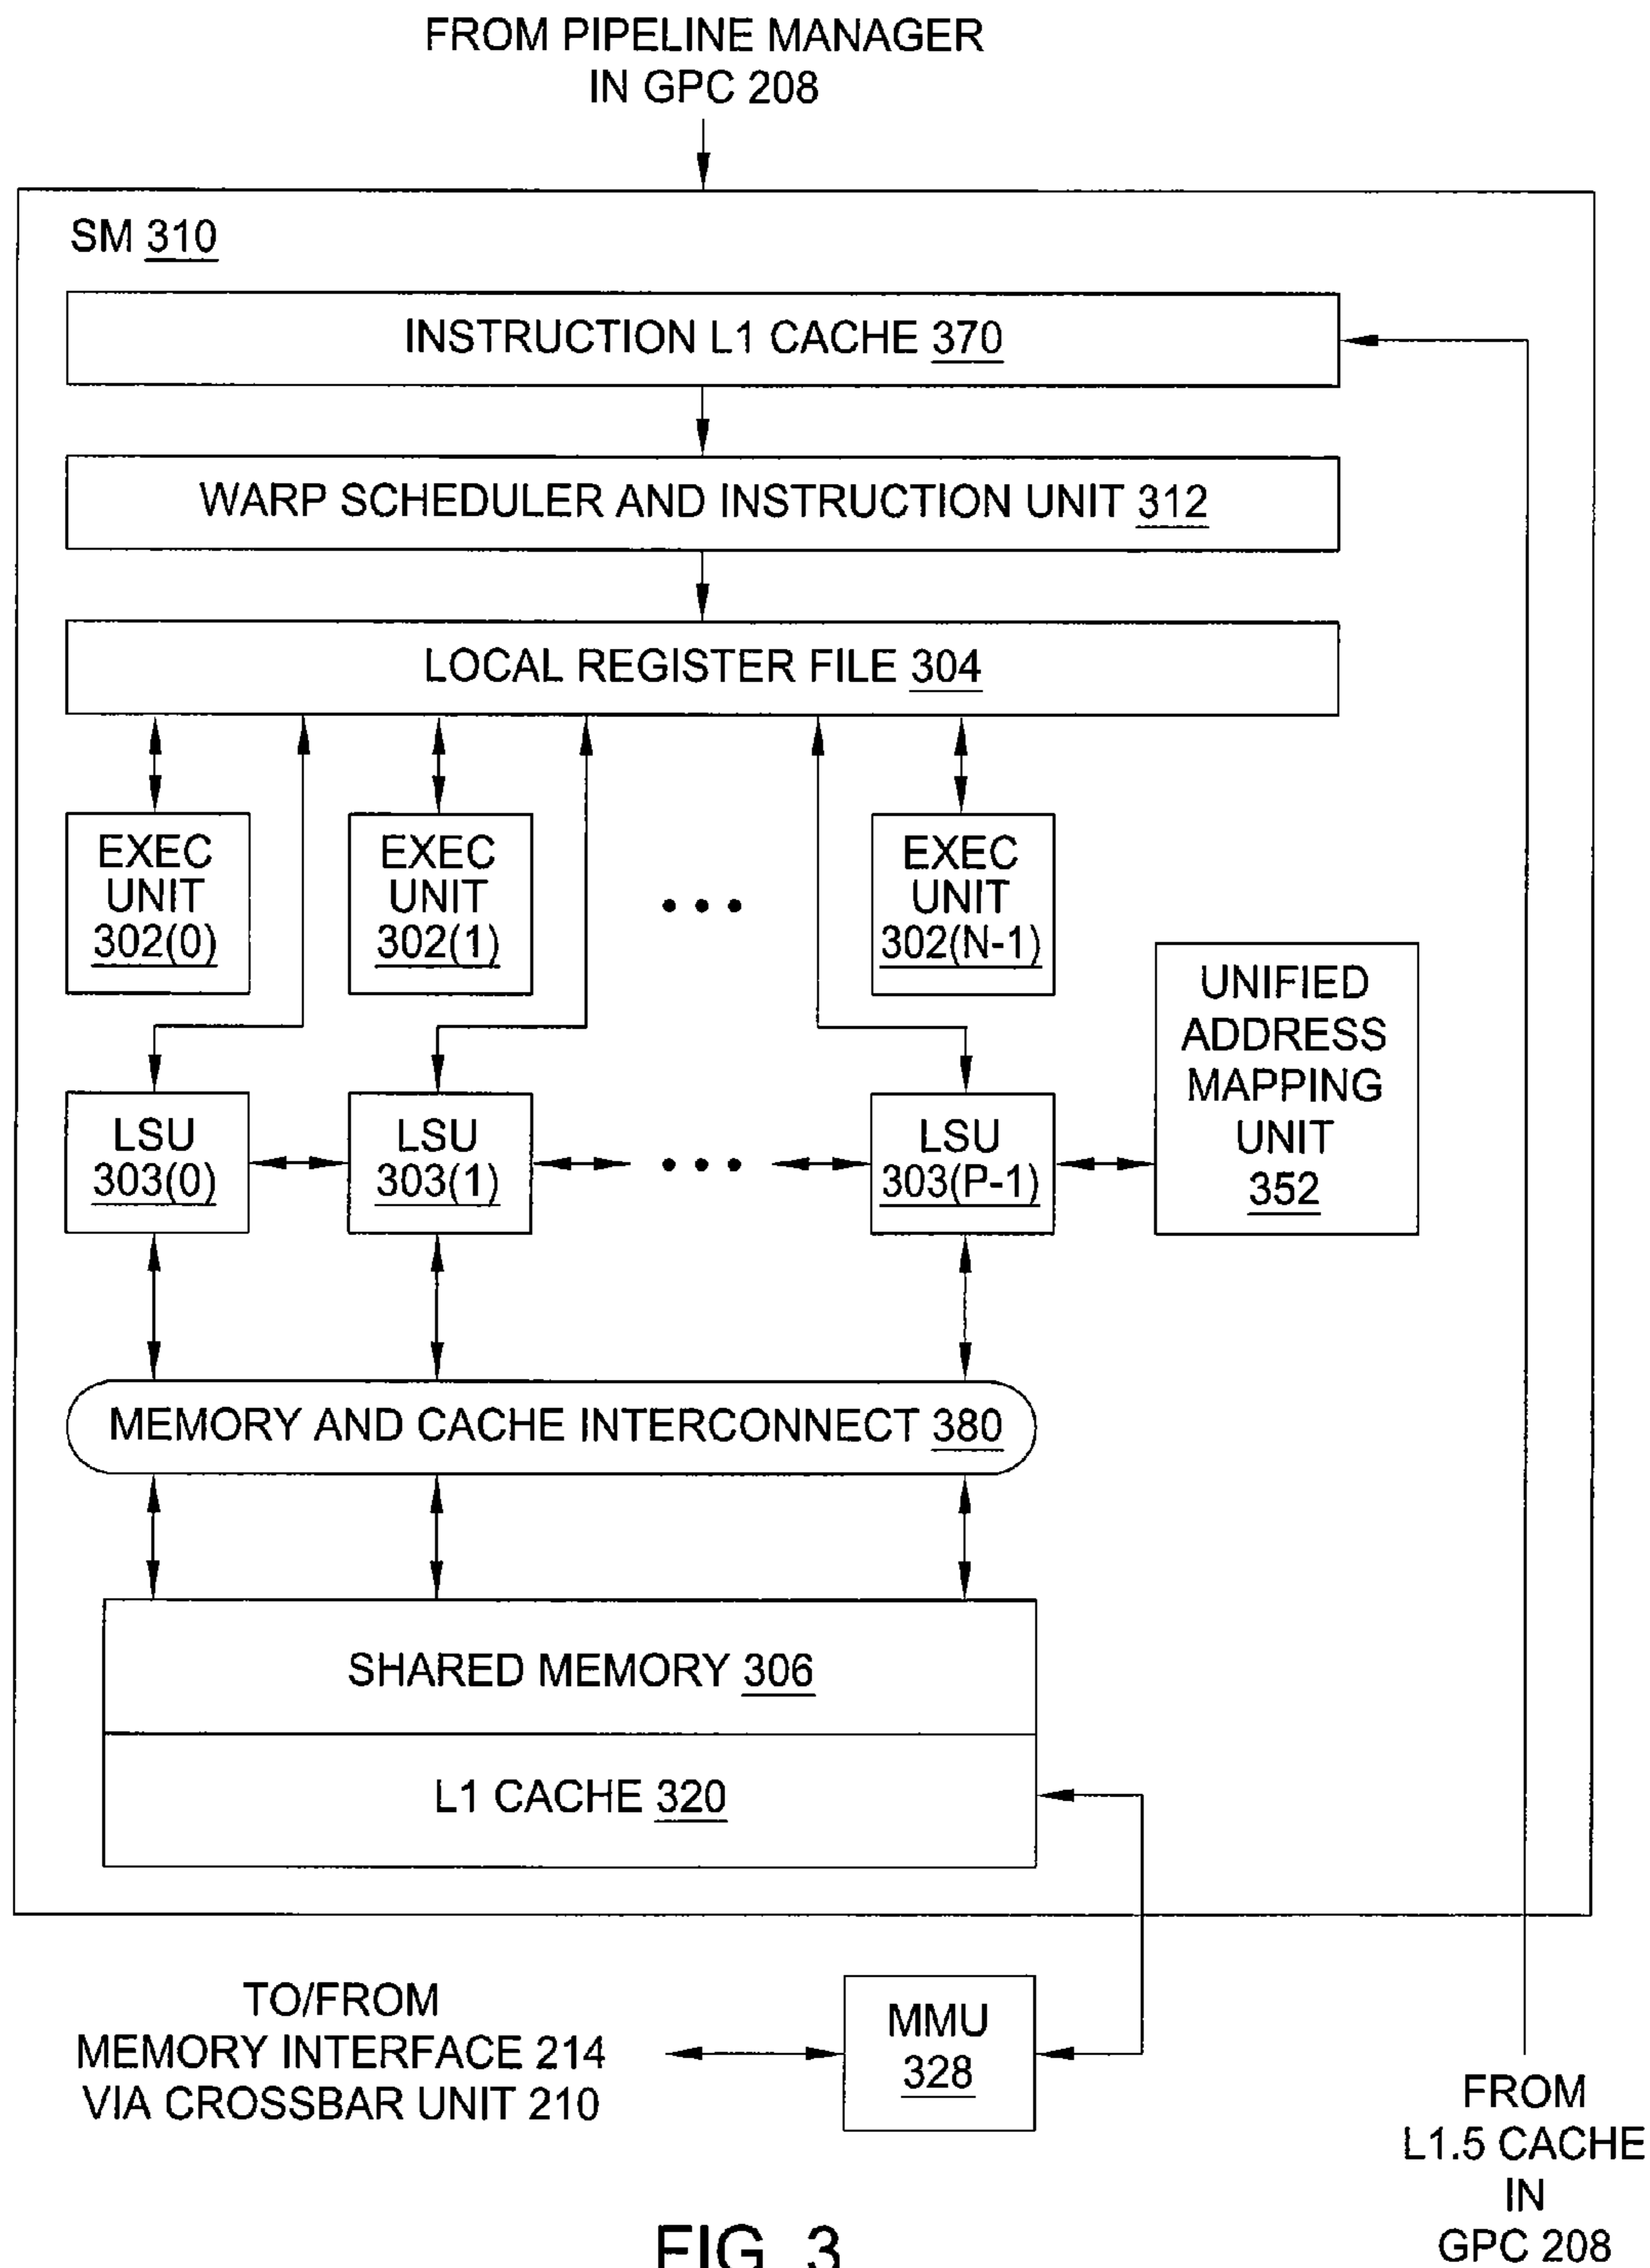 FROM PIPELINE MANAGER
IN GPC 208
SM 310
INSTRUCTION L1 CACHE 370
WARP SCHEDULER AND INSTRUCTION UNIT 312
LOCAL REGISTER FILE 304
EXEC
UNIT
302(0)
EXEC
UNIT
302(1)
• • •
EXEC
UNIT
302(N-1)
UNIFIED
ADDRESS
MAPPING
UNIT
352
LSU
303(0)
LSU
303(1)
• • •
LSU
303(P-1)
MEMORY AND CACHE INTERCONNECT 380
SHARED MEMORY 306
L1 CACHE 320
TO/FROM
MEMORY INTERFACE 214
VIA CROSSBAR UNIT 210
MMU
328
FROM
L1.5 CACHE
IN
GPC 208
FIG. 3